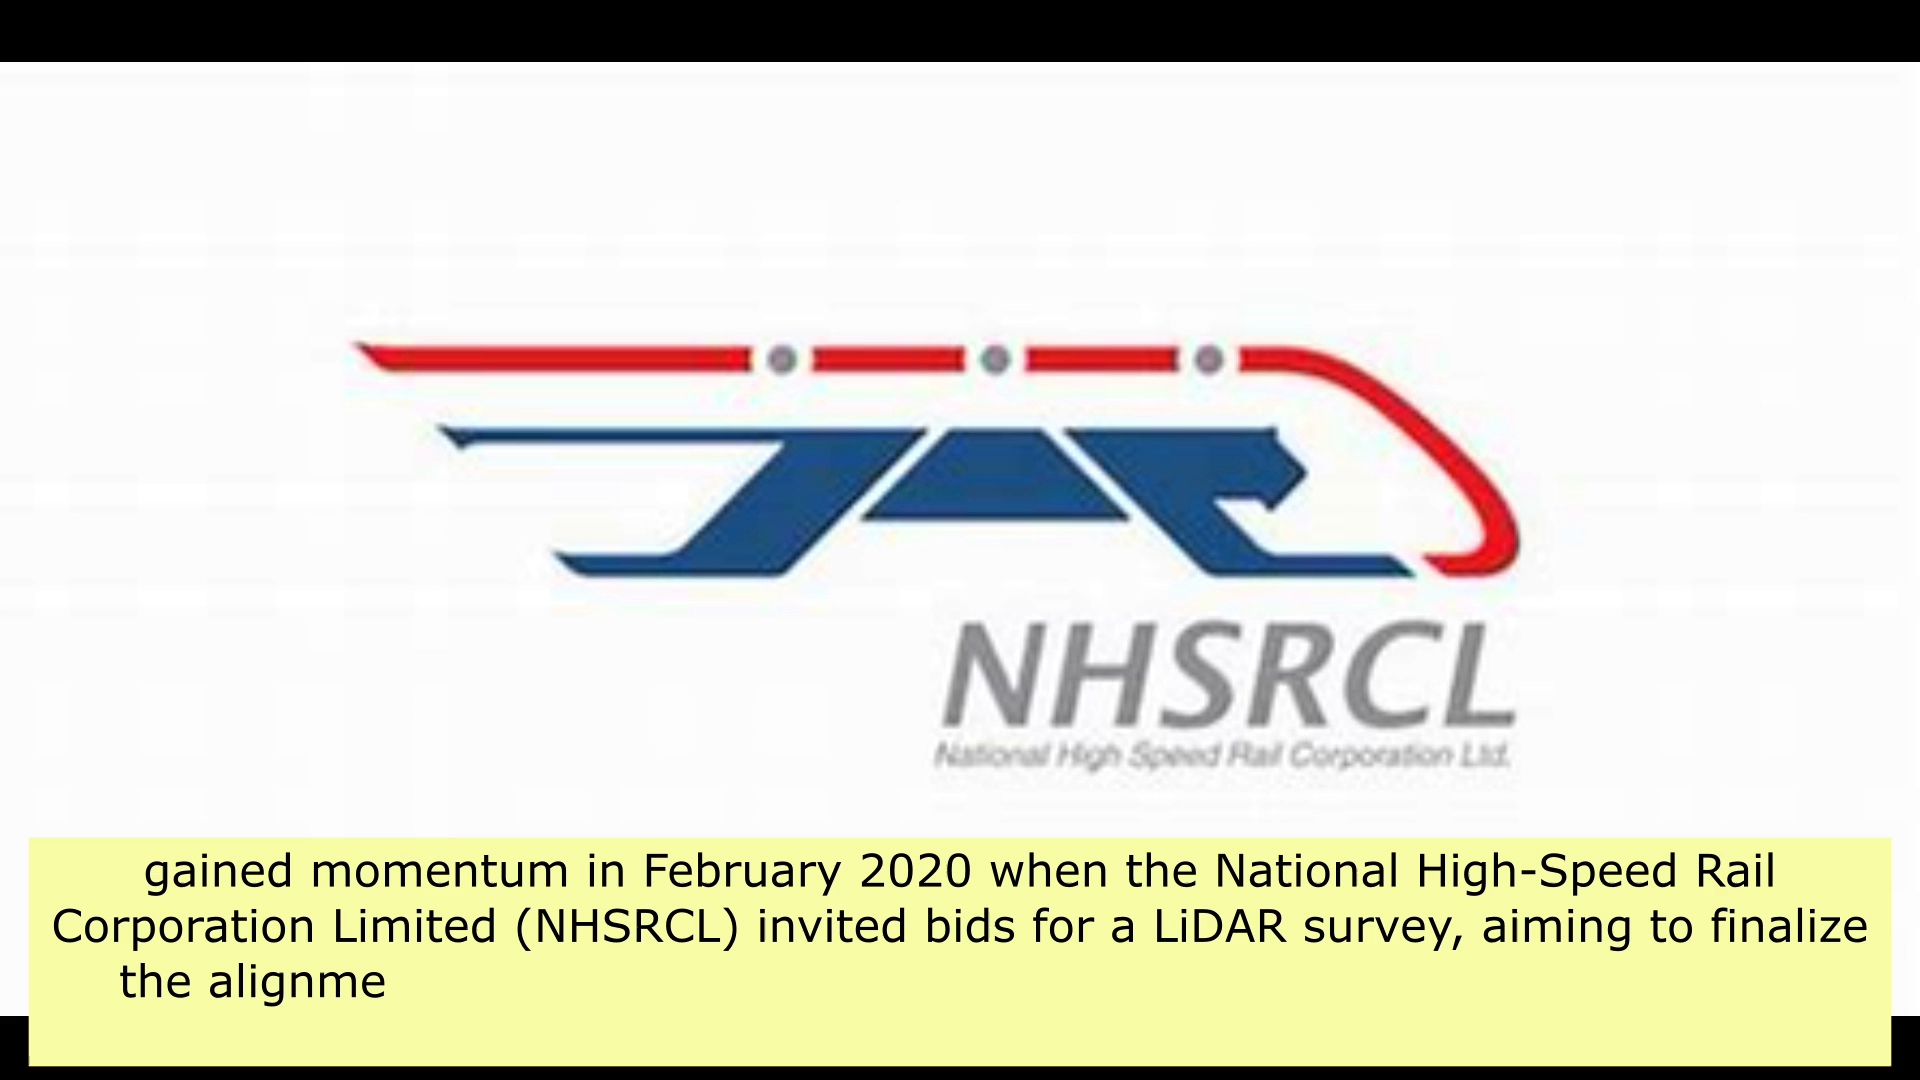 NHSRCL
National High Speed Rail Corporation Ltd.
gained momentum in February 2020 when the National High-Speed Rail
Corporation Limited (NHSRCL) invited bids for a LiDAR survey, aiming to finalize
the alignme